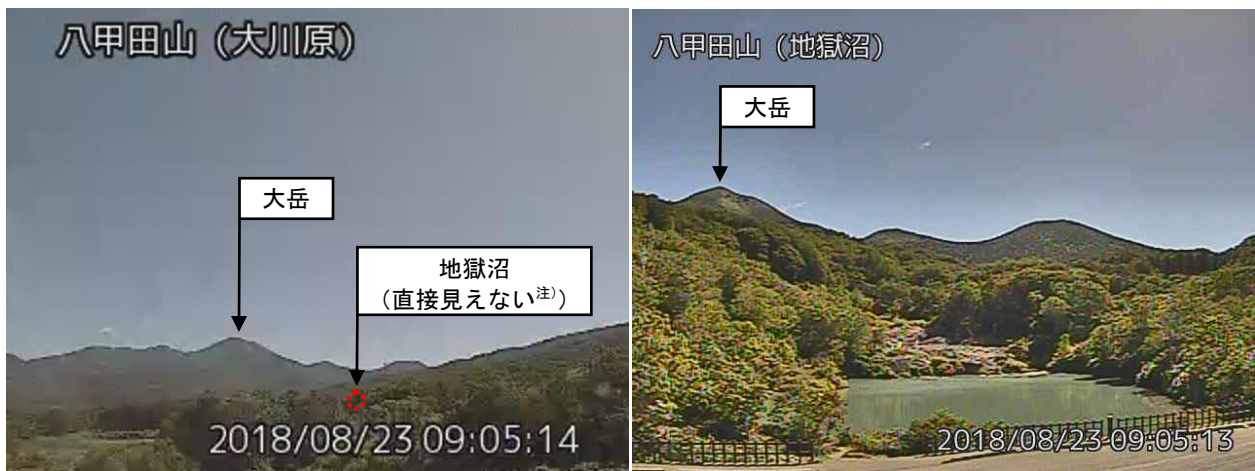 八甲田山（大川原）
大岳
地獄沼
（直接見えない注)）
2018/08/23 09:05:14
八甲田山（地獄沼）
大岳
2018/08/23 09:05:13